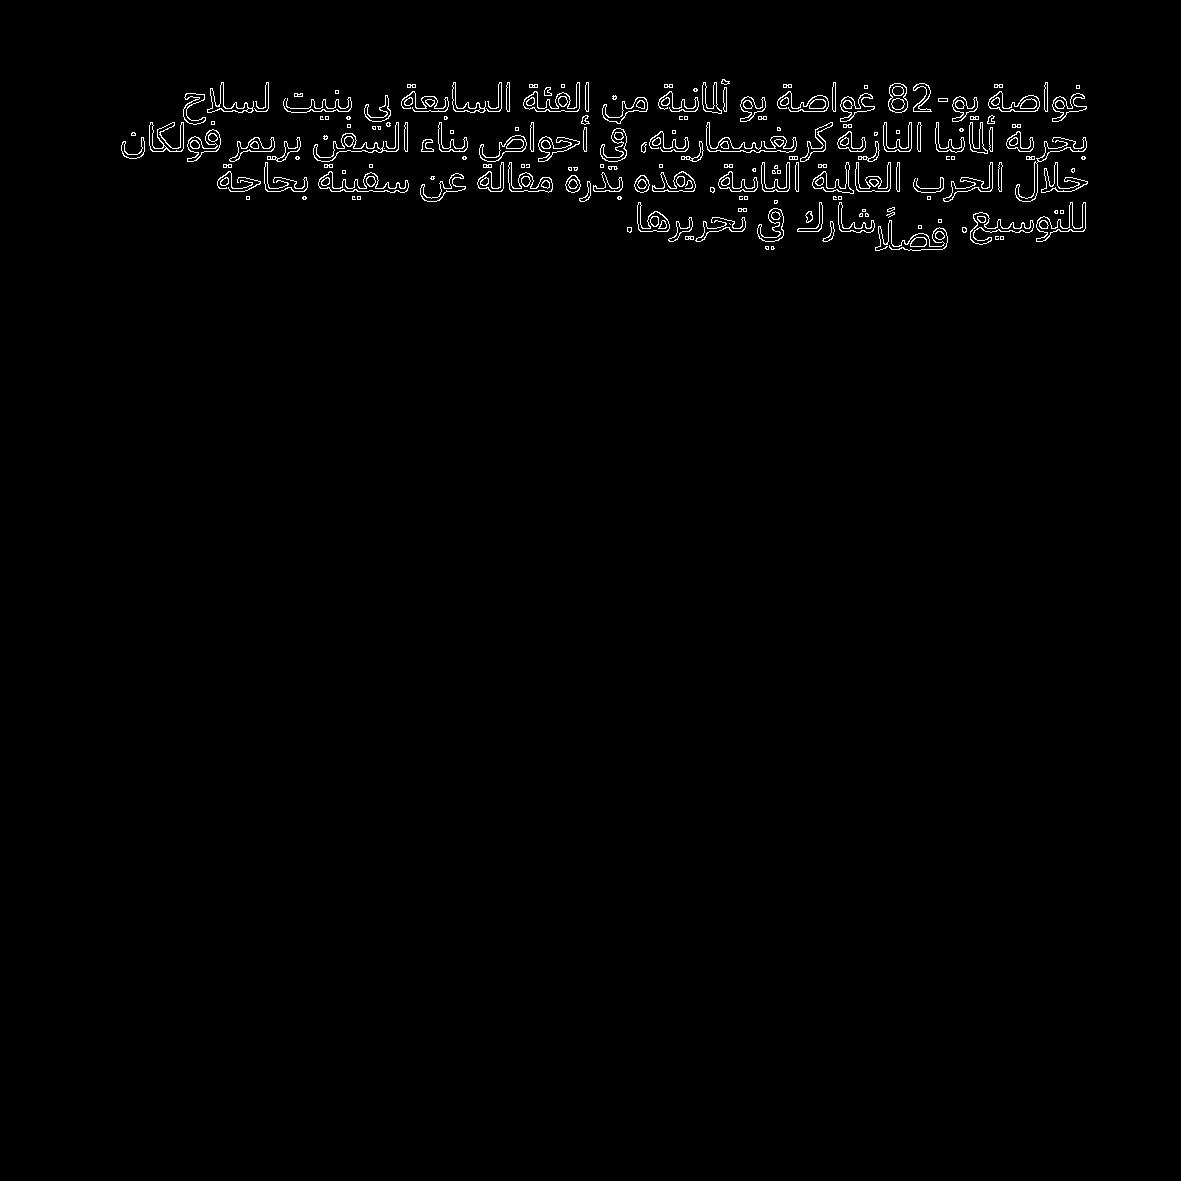 غواصة يو-82 غواصة يو ألمانية من الفئة السابعة بي بنيت لسلاح
بحرية ألمانيا النازية كريغسمارينه، في أحواض بناء السفن بريمر فولكان
خلال الحرب العالمية الثانية. هذه بذرة مقالة عن سفينة بحاجة
للتوسيع. فضلًا شارك في تحريرها.